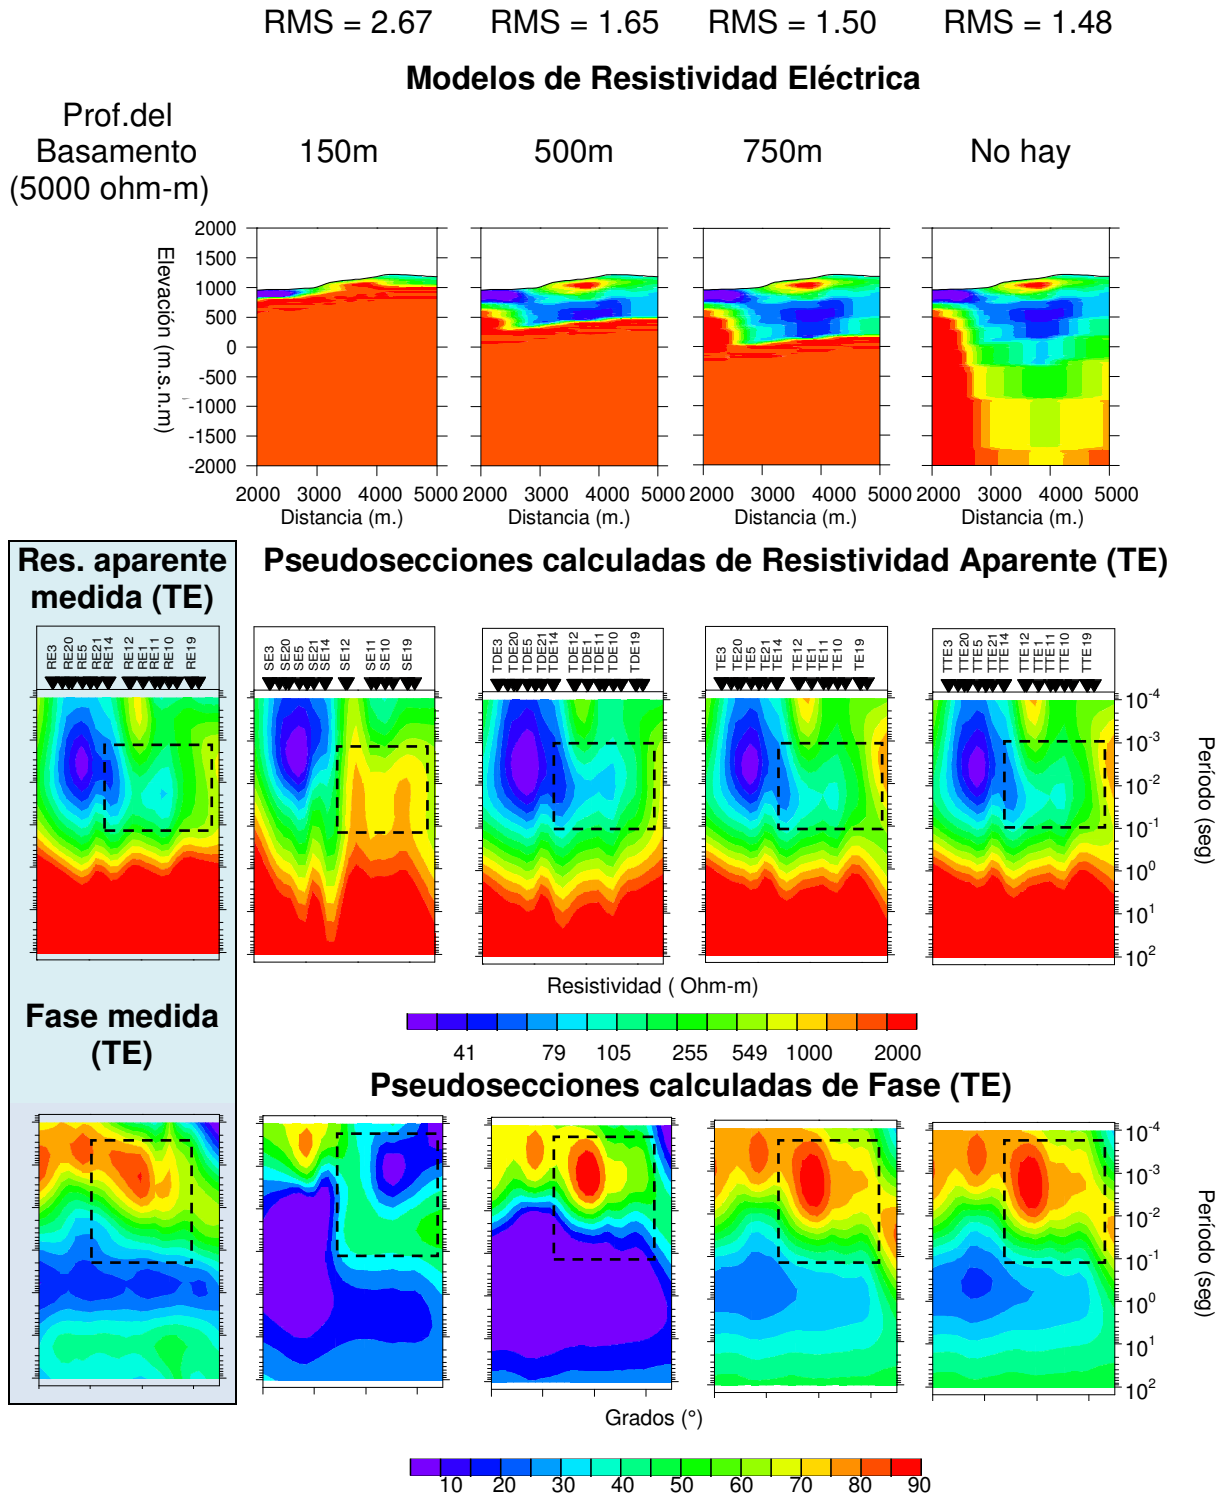 RMS = 2.67 RMS = 1.65 RMS = 1.50 RMS = 1.48
Modelos de Resistividad Eléctrica
Prof.del
Basamento
(5000 ohm-m)
150m 500m 750m No hay
Elevación (m.s.n.m)
2000
1500
1000
500
0
-500
-1000
-1500
-2000
2000 3000 4000 5000 2000 3000 4000 5000 2000 3000 4000 5000 2000 3000 4000 5000
Distancia (m.) Distancia (m.) Distancia (m.) Distancia (m.)
Res. aparente
medida (TE)
Pseudosecciones calculadas de Resistividad Aparente (TE)
RE3 RE20 RE5 RE21 RE14 RE12 RE1 RE11 RE10 RE19
SE3 SE20 SE5 SE21 SE14 SE12 SE11 SE10 SE19
TDE3 TDE20 TDE5 TDE21 TDE14 TDE12 TDE1 TDE11 TDE10 TDE19
TE3 TE20 TE5 TE21 TE14 TE12 TE1 TE11 TE10 TE19
TTE3 TTE20 TTE5 TTE21 TTE14 TTE12 TTE1 TTE11 TTE10 TTE19
10⁻⁴
10⁻³
10⁻²
10⁻¹
10⁰
10¹
10²
Período (seg)
Resistividad ( Ohm-m)
41 79 105 255 549 1000 2000
Fase medida
(TE)
Pseudosecciones calculadas de Fase (TE)
10⁻⁴
10⁻³
10⁻²
10⁻¹
10⁰
10¹
10²
Período (seg)
Grados (°)
10 20 30 40 50 60 70 80 90